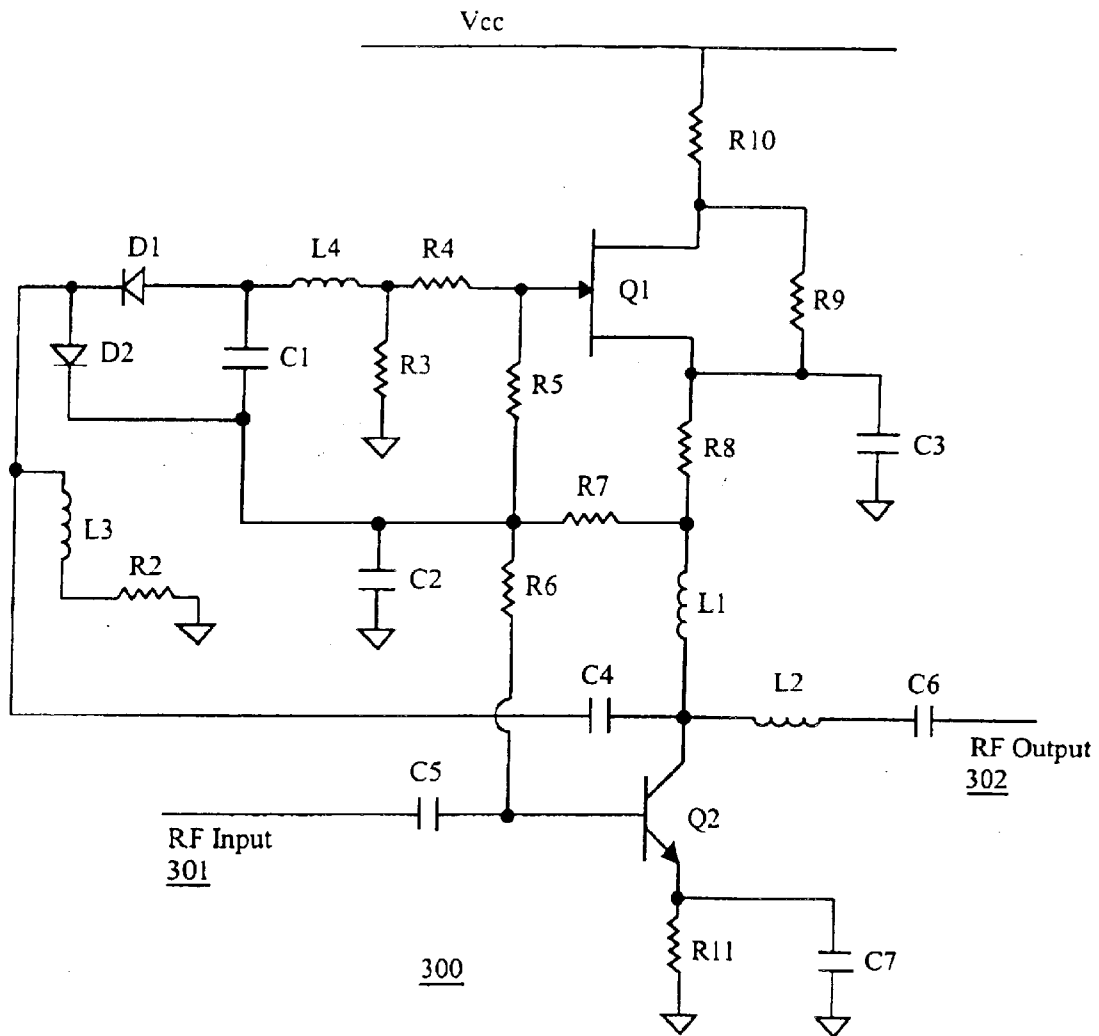 Vcc
R10
D1
L4
R4
Q1
R9
D2
C1
R3
R5
R8
C3
R7
L3
R2
C2
R6
L1
C4
L2
C6
RF Output
302
C5
Q2
RF Input
301
R11
C7
300